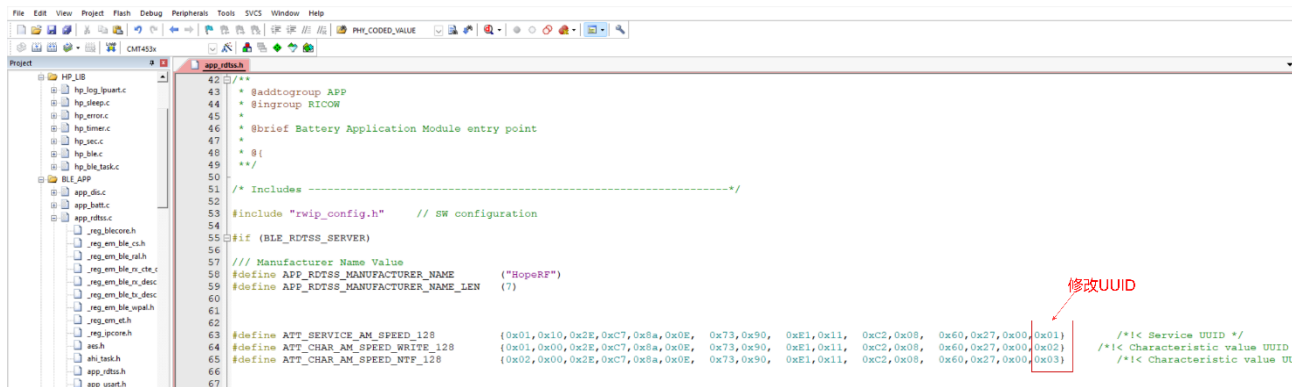 File Edit View Project Flash Debug Peripherals Tools SVCS Window Help
PHY_CODED_VALUE
CMT453x
Project
app_rdtss.h
HP_LIB
hp_log_lpuart.c
hp_sleep.c
hp_error.c
hp_timer.c
hp_sec.c
hp_ble.c
hp_ble_task.c
BLE_APP
app_dis.c
app_batt.c
app_rdtss.c
_reg_blecore.h
_reg_em_ble_cs.h
_reg_em_ble_ral.h
_reg_em_ble_rx_cte_c
_reg_em_ble_rx_desc
_reg_em_ble_tx_desc
_reg_em_ble_wpal.h
_reg_em_et.h
_reg_ipcore.h
aes.h
ahi_task.h
app_rdtss.h
app_usart.h
42 /**
43 * @addtogroup APP
44 * @ingroup RICOW
45 *
46 * @brief Battery Application Module entry point
47 *
48 * @{
49 **/
50
51 /* Includes ------------------------------------------------------------------*/
52
53 #include "rwip_config.h" // SW configuration
54
55 #if (BLE_RDTSS_SERVER)
56
57 /// Manufacturer Name Value
58 #define APP_RDTSS_MANUFACTURER_NAME ("HopeRF")
59 #define APP_RDTSS_MANUFACTURER_NAME_LEN (7)
60
61
修改UUID
62
63 #define ATT_SERVICE_AM_SPEED_128 {0x01,0x10,0x2E,0xC7,0x8a,0x0E, 0x73,0x90, 0xE1,0x11, 0xC2,0x08, 0x60,0x27,0x00,0x01} /*!< Service UUID */
64 #define ATT_CHAR_AM_SPEED_WRITE_128 {0x01,0x00,0x2E,0xC7,0x8a,0x0E, 0x73,0x90, 0xE1,0x11, 0xC2,0x08, 0x60,0x27,0x00,0x02} /*!< Characteristic value UUID
65 #define ATT_CHAR_AM_SPEED_NTF_128 {0x02,0x00,0x2E,0xC7,0x8a,0x0E, 0x73,0x90, 0xE1,0x11, 0xC2,0x08, 0x60,0x27,0x00,0x03} /*!< Characteristic value UU
66
67